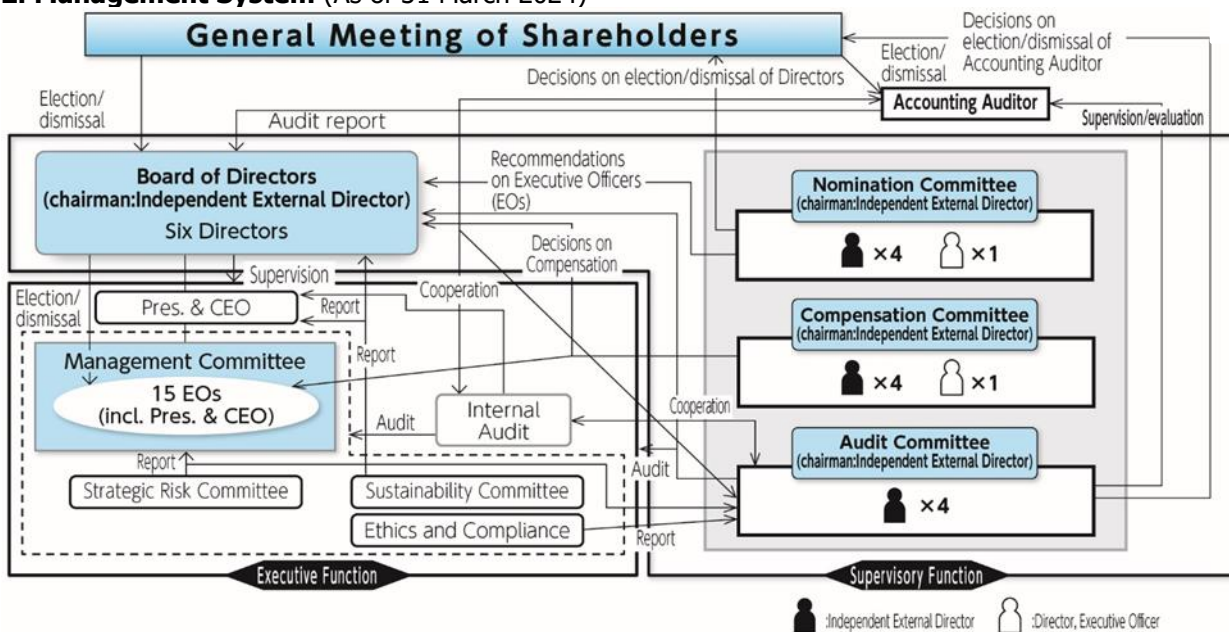 2. Management System (As of 31 March 2024)
General Meeting of Shareholders
Decisions on
election/dismissal of
Accounting Auditor
Election/
dismissal
Decisions on election/dismissal of Directors
Accounting Auditor
Supervision/evaluation
Election/
dismissal
Audit report
Board of Directors
(chairman:Independent External Director)
Six Directors
Recommendations
on Executive Officers
(EOs)
Decisions on
Compensation
Nomination Committee
(chairman:Independent External Director)
×4
×1
Supervision
Cooperation
Election/
dismissal
Pres. & CEO
Report
Compensation Committee
(chairman:Independent External Director)
×4
×1
Management Committee
15 EOs
(incl. Pres. & CEO)
Report
Internal
Audit
Audit
Cooperation
Audit Committee
(chairman:Independent External Director)
×4
Audit
Report
Strategic Risk Committee
Sustainability Committee
Ethics and Compliance
Report
Executive Function
Supervisory Function
:Independent External Director
:Director, Executive Officer